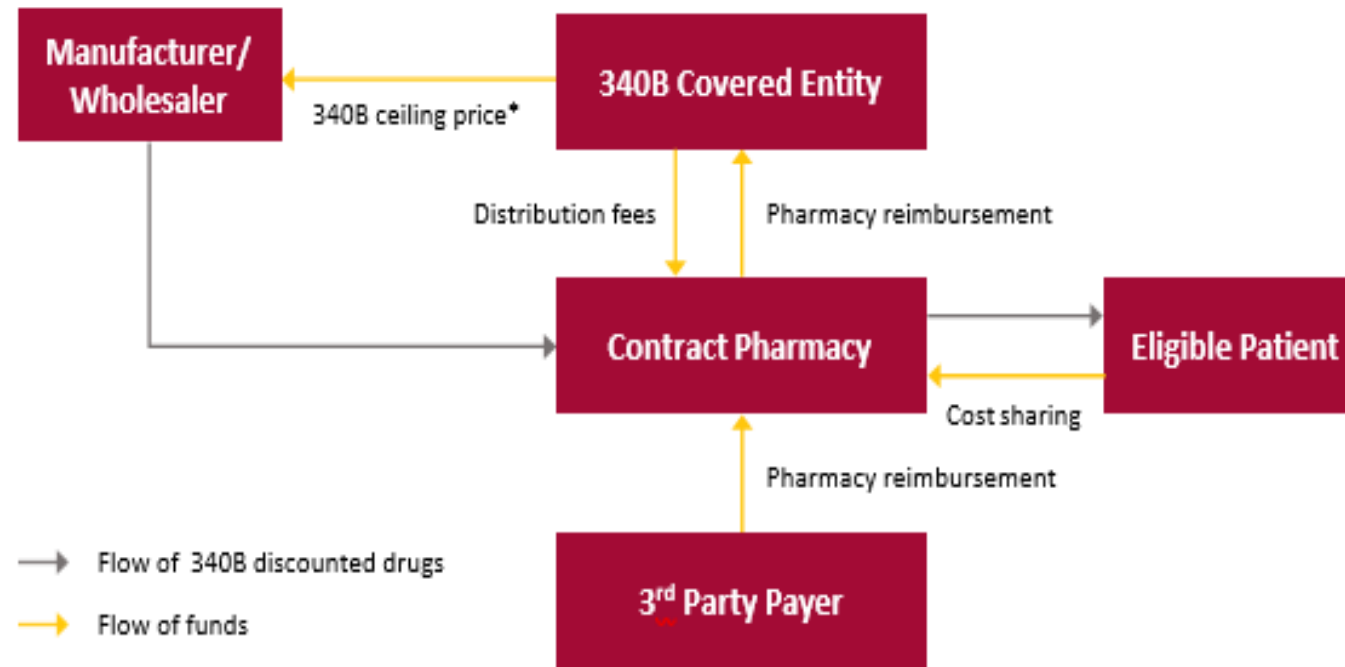 Manufacturer/
Wholesaler
340B Covered Entity
340B ceiling price*
Distribution fees
Pharmacy reimbursement
Contract Pharmacy
Eligible Patient
Cost sharing
Pharmacy reimbursement
Flow of 340B discounted drugs
3rd Party Payer
Flow of funds